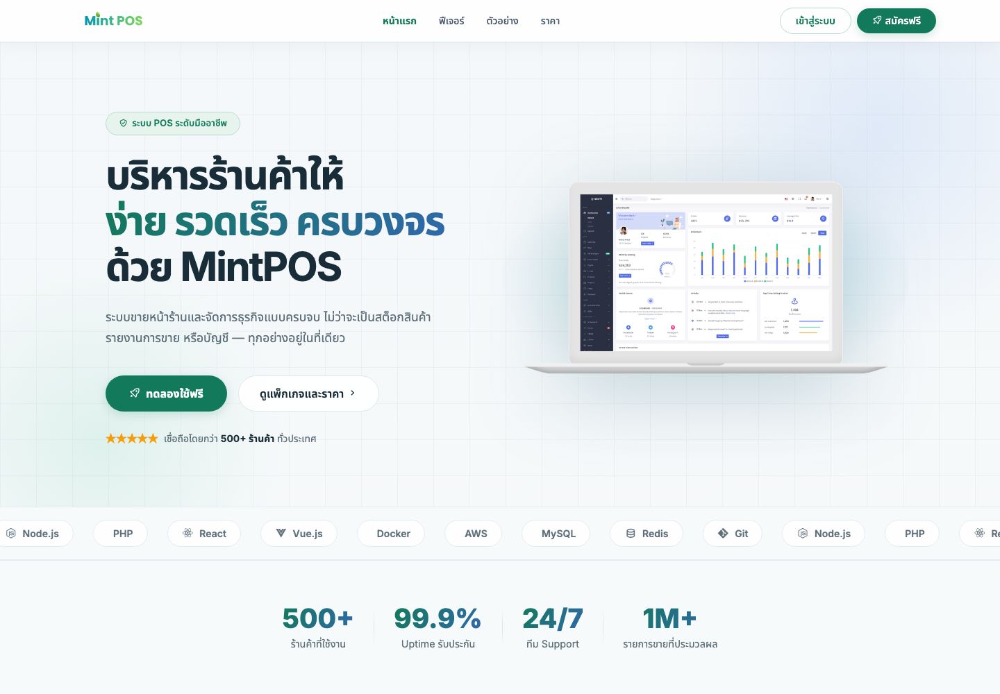 Mint POS
หน้าแรก
ฟีเจอร์
ตัวอย่าง
ราคา
เข้าสู่ระบบ
สมัครฟรี
ระบบ POS ระดับมืออาชีพ
บริหารร้านค้าให้
ง่าย รวดเร็ว ครบวงจร
ด้วย MintPOS
ระบบขายหน้าร้านและจัดการธุรกิจแบบครบจบ ไม่ว่าจะเป็นสต็อกสินค้า
รายงานการขาย หรือบัญชี — ทุกอย่างอยู่ในที่เดียว
ทดลองใช้ฟรี
ดูแพ็กเกจและราคา
★★★★★ เชื่อถือโดยกว่า 500+ ร้านค้า ทั่วประเทศ
Node.js
PHP
React
Vue.js
Docker
AWS
MySQL
Redis
Git
Node.js
PHP
500+
ร้านค้าที่ใช้งาน
99.9%
Uptime รับประกัน
24/7
ทีม Support
1M+
รายการขายที่ประมวลผล